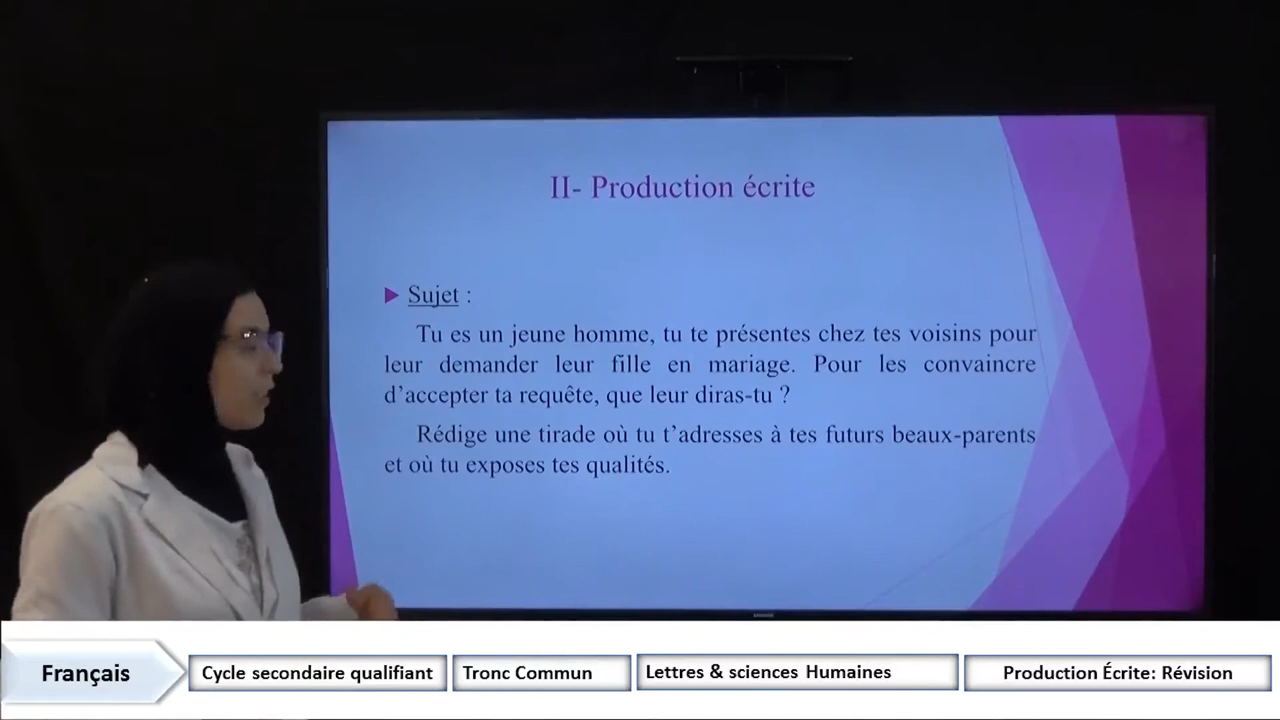 II- Production écrite
Sujet :
Tu es un jeune homme, tu te présentes chez tes voisins pour
leur demander leur fille en mariage. Pour les convaincre
d’accepter ta requête, que leur diras-tu ?
Rédige une tirade où tu t’adresses à tes futurs beaux-parents
et où tu exposes tes qualités.
Français
Cycle secondaire qualifiant
Tronc Commun
Lettres & sciences Humaines
Production Écrite: Révision